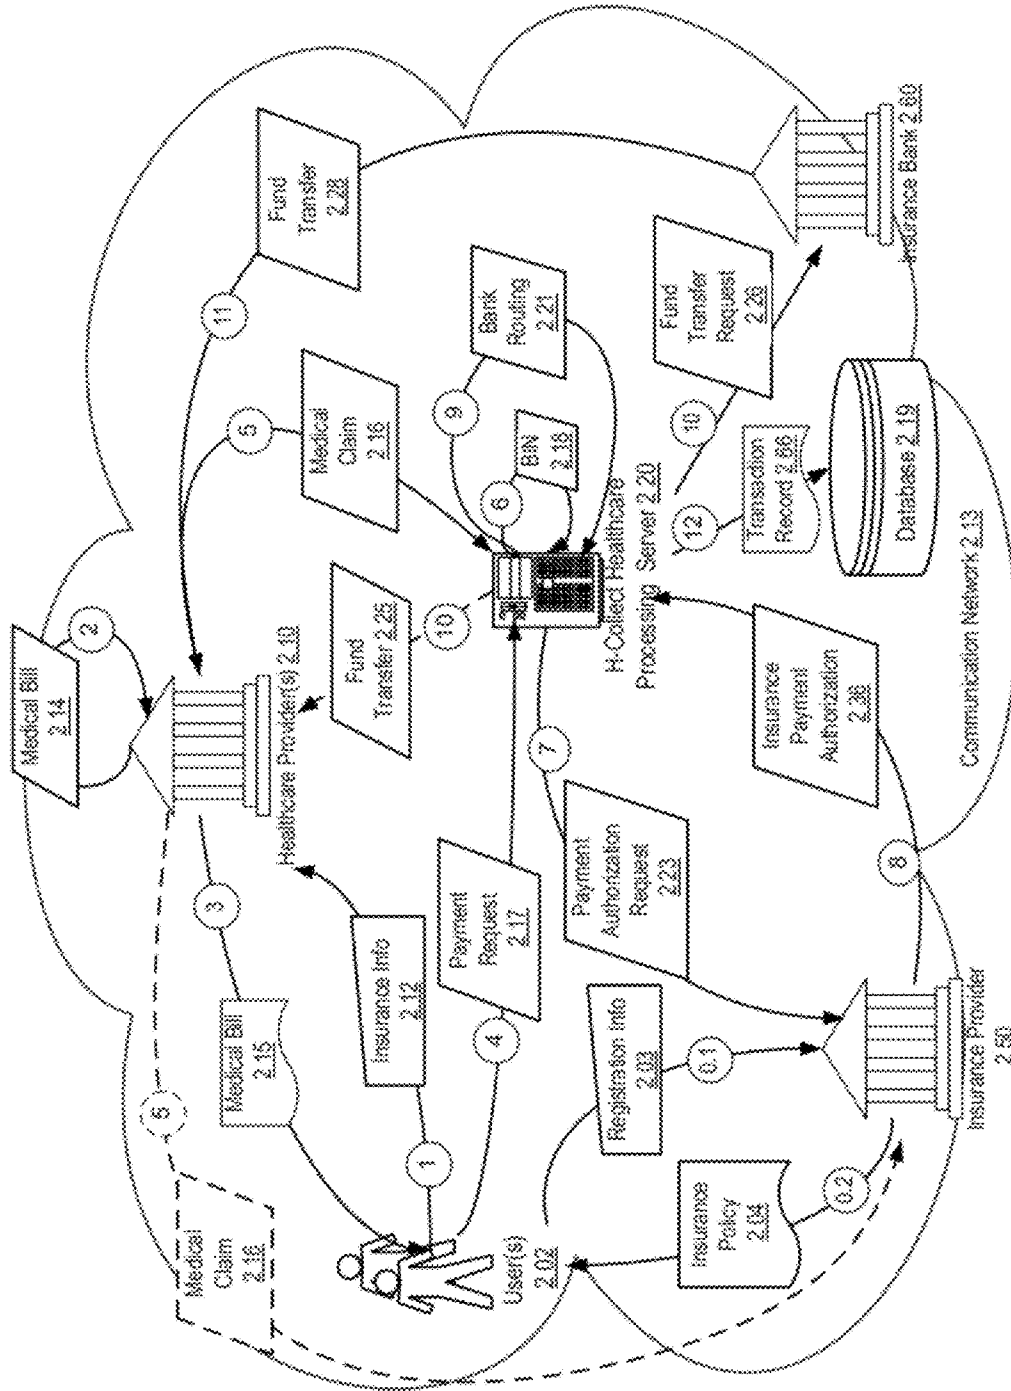 Medical Bill
2.14
2
Healthcare Provider(s) 2.10
3
Medical Bill
2.15
5
Medical
Claim
2.16
User(s)
2.02
1
Insurance Info
2.12
4
Payment
Request
2.17
Fund
Transfer 2.25
10
5
Medical
Claim
2.16
11
Fund
Transfer
2.28
9
Bank
Routing
2.21
6
BIN
2.18
H-Collect Healthcare
Processing Server 2.20
7
Payment
Authorization
Request
2.23
Registration Info
2.03
0.1
Insurance
Policy
2.04
0.2
Insurance Provider
2.50
8
Insurance
Payment
Authorization
12
Transaction
Record 2.66
Database 2.19
10
Fund
Transfer
Request
Insurance Bank 2.60
Communication Network 2.13